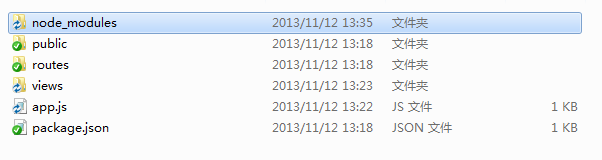 node_modules 2013/11/12 13:35 文件夹
public 2013/11/12 13:18 文件夹
routes 2013/11/12 13:18 文件夹
views 2013/11/12 13:23 文件夹
app.js 2013/11/12 13:22 JS 文件 1 KB
package.json 2013/11/12 13:18 JSON 文件 1 KB